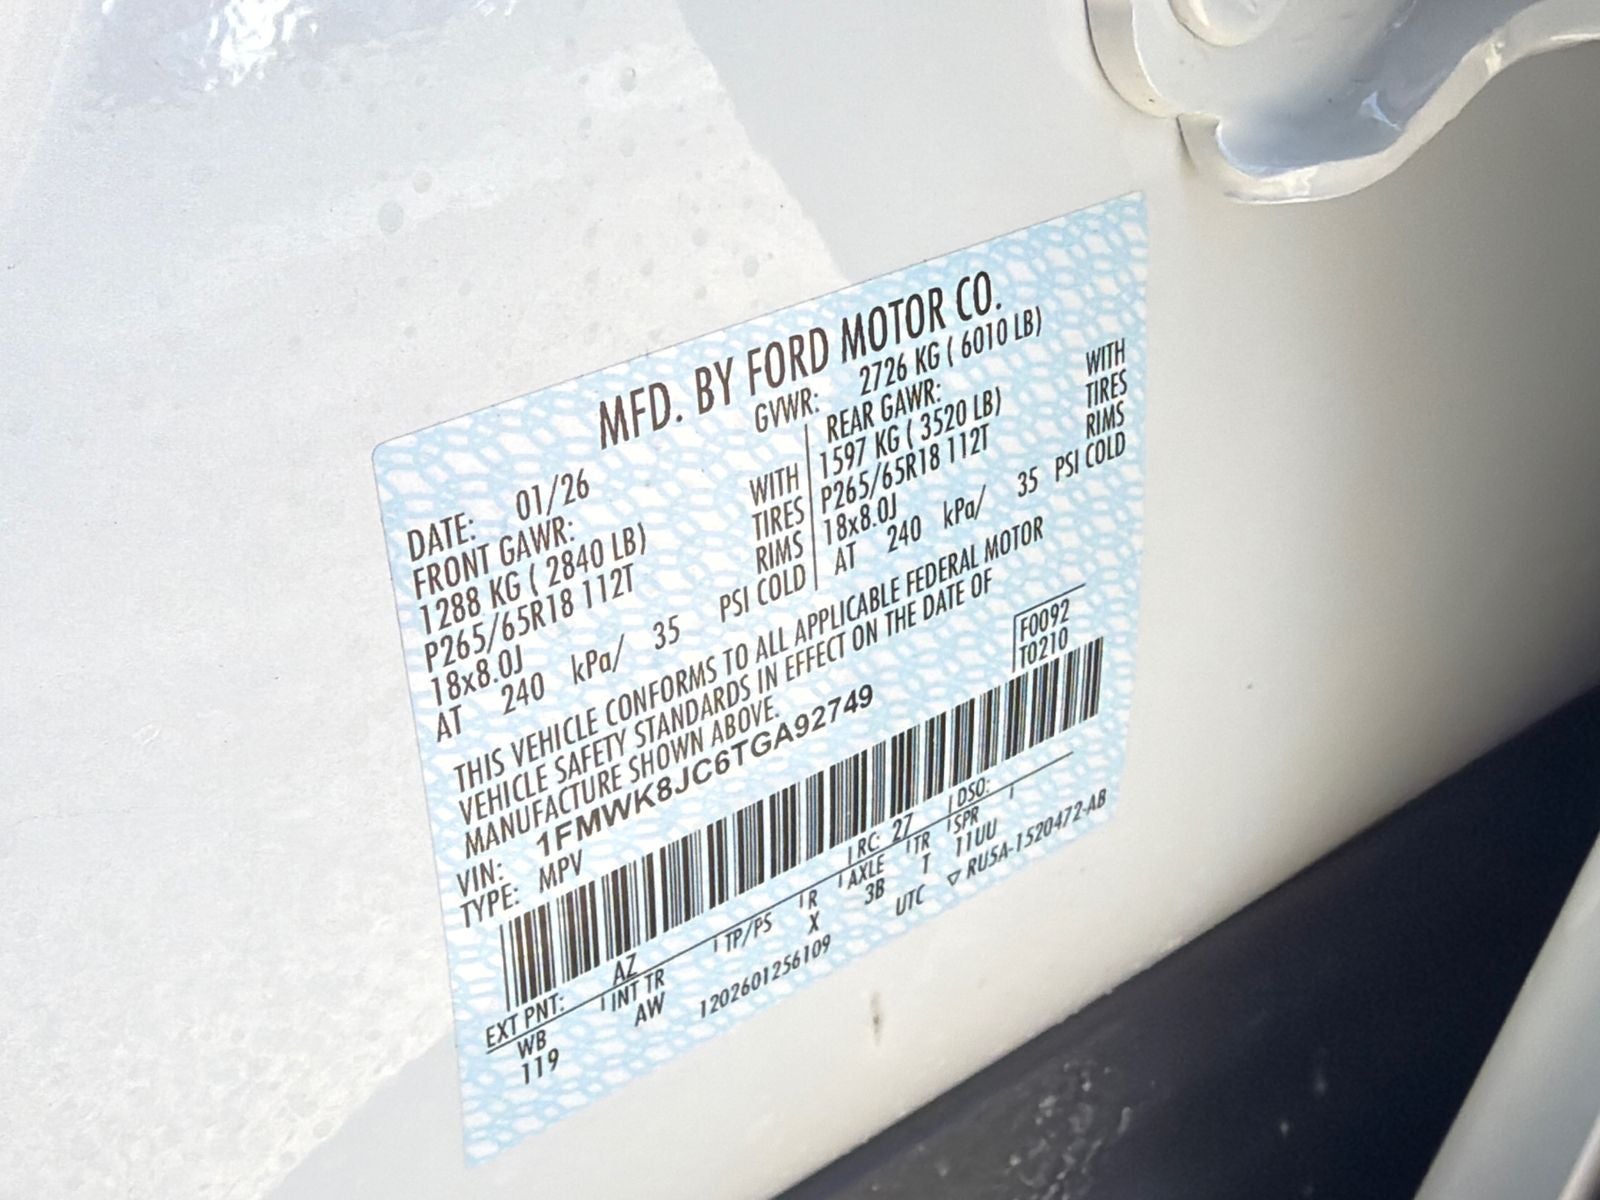 MFD. BY FORD MOTOR CO.
DATE: 01/26 GVWR: 2726 KG ( 6010 LB)
FRONT GAWR: REAR GAWR:
1288 KG ( 2840 LB) WITH 1597 KG ( 3520 LB) WITH
P265/65R18 112T TIRES P265/65R18 112T TIRES
18x8.0J RIMS 18x8.0J RIMS
AT 240 kPa/ 35 PSI COLD AT 240 kPa/ 35 PSI COLD
THIS VEHICLE CONFORMS TO ALL APPLICABLE FEDERAL MOTOR
VEHICLE SAFETY STANDARDS IN EFFECT ON THE DATE OF
MANUFACTURE SHOWN ABOVE.
VIN: 1FMWK8JC6TGA92749 F0092
TYPE: MPV T0210
EXT PNT: AZ RC: 27 DSO:
WB INT TR TP/PS R AXLE TR SPR
119 AW X 3B T 11UU
1202601256109 UTC ▽ RU5A-1520472-AB